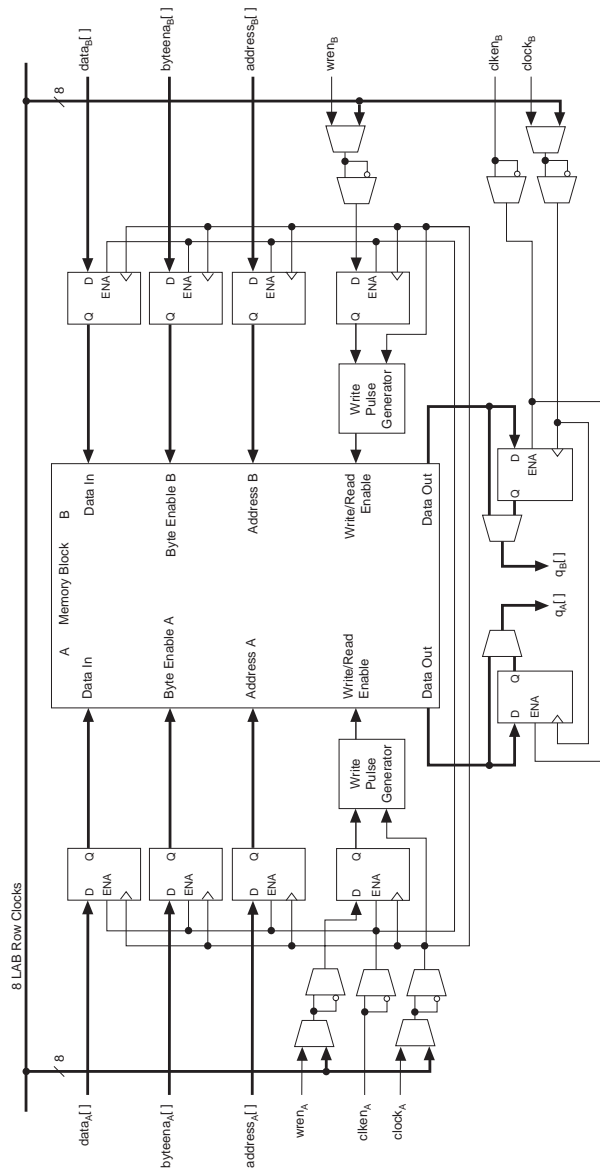 8 LAB Row Clocks
8
data_A[ ]
byteena_A[ ]
address_A[ ]
wren_A
clken_A
clock_A
D Q
ENA
D Q
ENA
D Q
ENA
D Q
ENA
Write
Pulse
Generator
A Memory Block B
Data In
Byte Enable A
Address A
Write/Read
Enable
Data Out
Data In
Byte Enable B
Address B
Write/Read
Enable
Data Out
Write
Pulse
Generator
Q D
ENA
Q D
ENA
Q D
ENA
Q D
ENA
8
data_B[ ]
byteena_B[ ]
address_B[ ]
wren_B
clken_B
clock_B
D Q
ENA
q_A[ ]
q_B[ ]
Q D
ENA